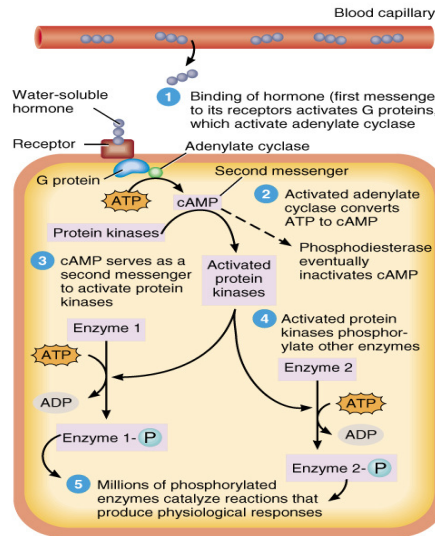 Blood capillary
Water-soluble
hormone
Receptor
1 Binding of hormone (first messenge
to its receptors activates G proteins,
which activate adenylate cyclase
Adenylate cyclase
G protein
Second messenger
ATP
cAMP
2 Activated adenylate
cyclase converts
ATP to cAMP
Protein kinases
Phosphodiesterase
eventually
inactivates cAMP
3 cAMP serves as a
second messenger
to activate protein
kinases
Activated
protein
kinases
4 Activated protein
kinases phosphor-
ylate other enzymes
Enzyme 1
ATP
ADP
Enzyme 1-P
Enzyme 2
ATP
ADP
Enzyme 2-P
5 Millions of phosphorylated
enzymes catalyze reactions that
produce physiological responses